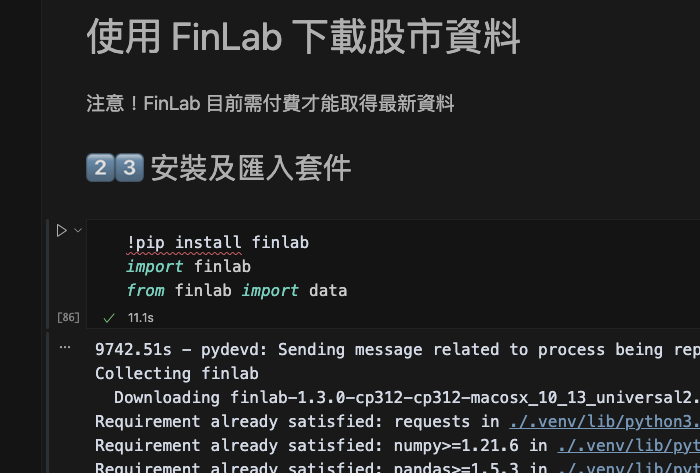 使用 FinLab 下載股市資料
注意！FinLab 目前需付費才能取得最新資料
2️⃣3️⃣ 安裝及匯入套件
!pip install finlab
import finlab
from finlab import data
[86]
11.1s
9742.51s - pydevd: Sending message related to process being rep
Collecting finlab
Downloading finlab-1.3.0-cp312-cp312-macosx_10_13_universal2.
Requirement already satisfied: requests in ./.venv/lib/python3.
Requirement already satisfied: numpy>=1.21.6 in ./.venv/lib/pyt
Requirement already satisfied: pandas>=1.5.3 in ./.venv/lib/pyt